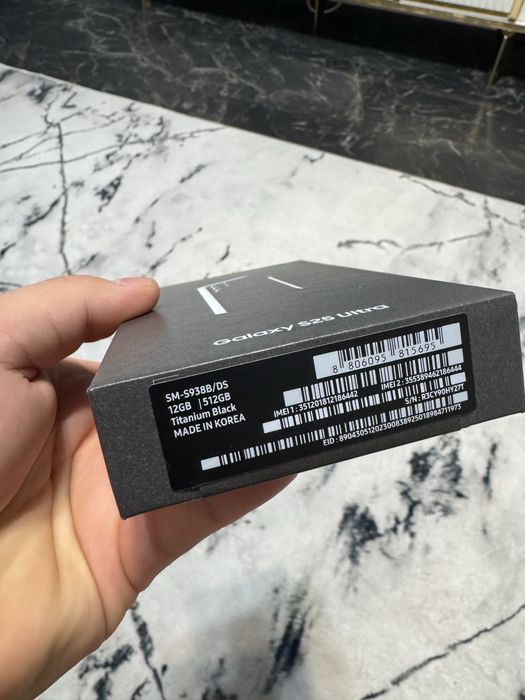 Galaxy S25 Ultra
SM-S938B/DS
12GB | 512GB
Titanium Black
MADE IN KOREA
8 806095 815695
IMEI 1: 351201812186442
IMEI 2: 355389462186444
S/N: R3CY90HY27T
EID: 89043051202300838925018984711973